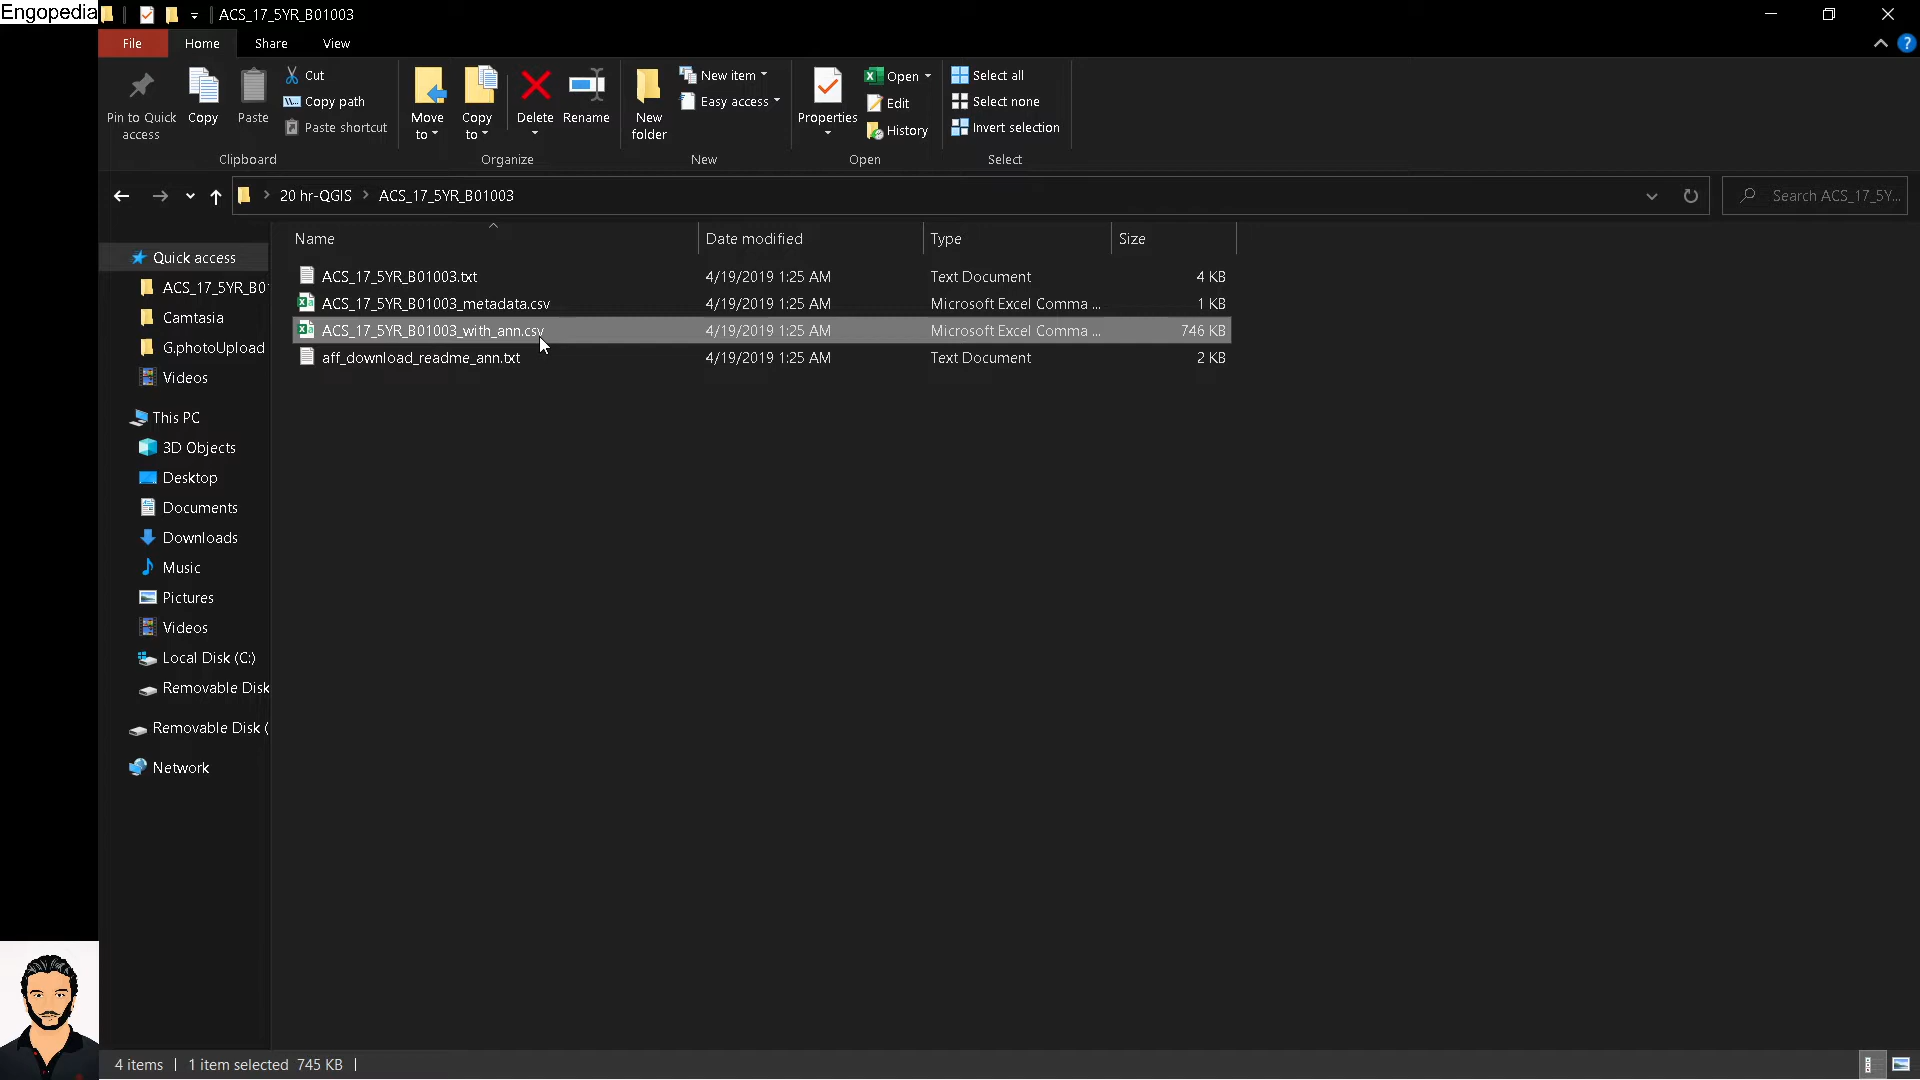 Engopedia
ACS_17_5YR_B01003
File Home Share View
Pin to Quick access
Copy
Paste
Cut
Copy path
Paste shortcut
Clipboard
Move to
Copy to
Delete
Rename
Organize
New folder
New item
Easy access
New
Properties
Open
Edit
History
Open
Select all
Select none
Invert selection
Select
20 hr-QGIS > ACS_17_5YR_B01003
Search ACS_17_5Y...
Name Date modified Type Size
ACS_17_5YR_B01003.txt 4/19/2019 1:25 AM Text Document 4 KB
ACS_17_5YR_B01003_metadata.csv 4/19/2019 1:25 AM Microsoft Excel Comma ... 1 KB
ACS_17_5YR_B01003_with_ann.csv 4/19/2019 1:25 AM Microsoft Excel Comma ... 746 KB
aff_download_readme_ann.txt 4/19/2019 1:25 AM Text Document 2 KB
Quick access
ACS_17_5YR_B0
Camtasia
G.photoUpload
Videos
This PC
3D Objects
Desktop
Documents
Downloads
Music
Pictures
Videos
Local Disk (C:)
Removable Disk
Removable Disk (
Network
4 items | 1 item selected 745 KB |